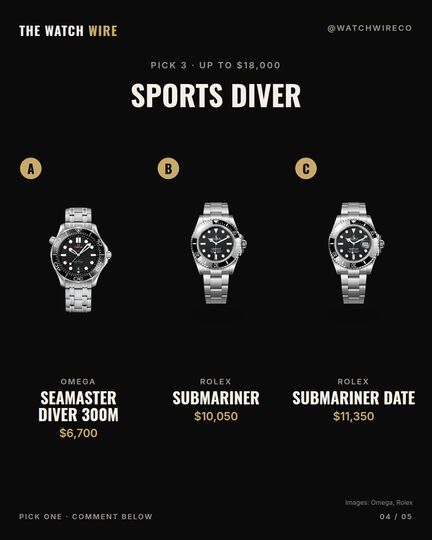 THE WATCH WIRE
@WATCHWIRECO
PICK 3 · UP TO $18,000
SPORTS DIVER
A
B
C
OMEGA
SEAMASTER
DIVER 300M
$6,700
ROLEX
SUBMARINER
$10,050
ROLEX
SUBMARINER DATE
$11,350
Images: Omega, Rolex
PICK ONE · COMMENT BELOW
04 / 05